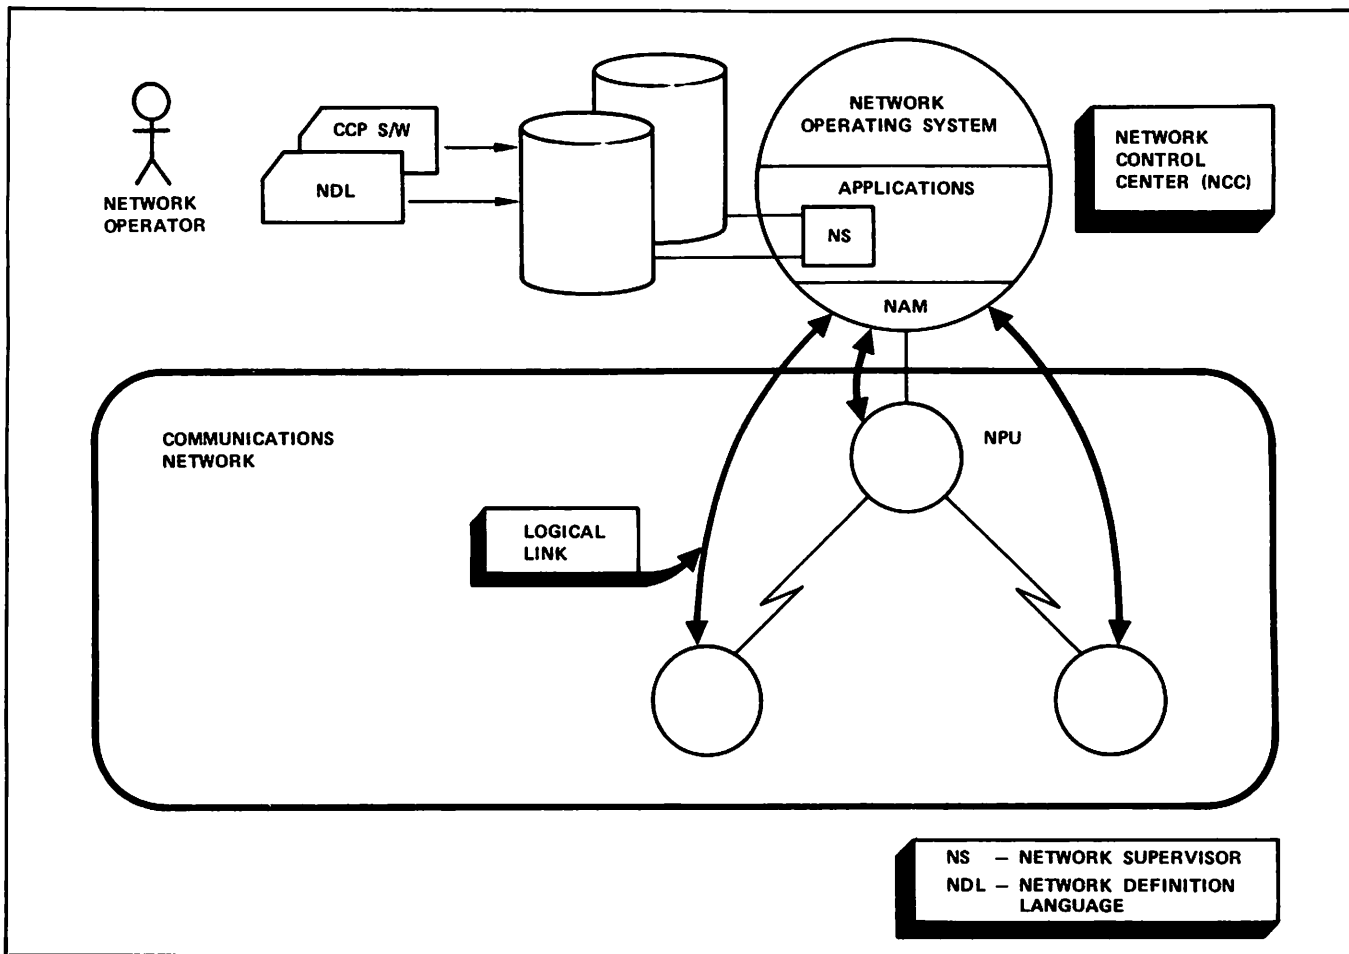 NETWORK
OPERATOR
CCP S/W
NDL
NETWORK
OPERATING SYSTEM
APPLICATIONS
NS
NAM
NETWORK
CONTROL
CENTER (NCC)
COMMUNICATIONS
NETWORK
NPU
LOGICAL
LINK
NS – NETWORK SUPERVISOR
NDL – NETWORK DEFINITION
LANGUAGE